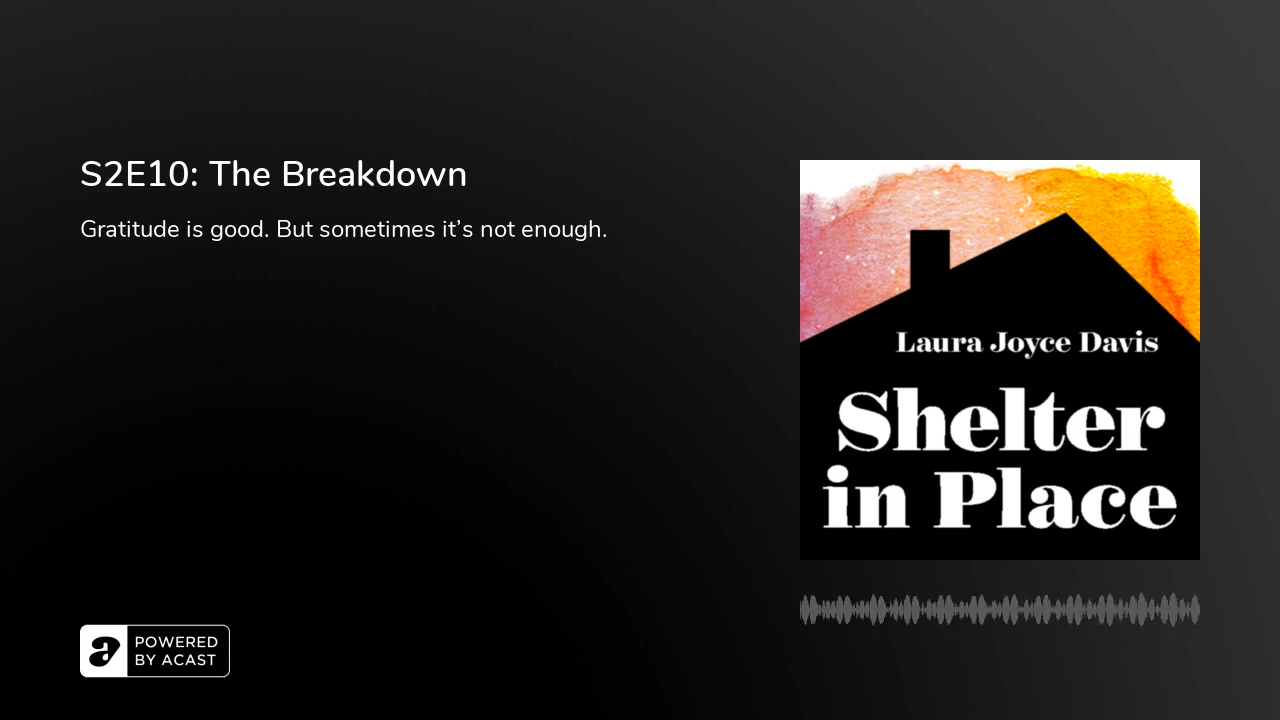 S2E10: The Breakdown
Gratitude is good. But sometimes it’s not enough.
Laura Joyce Davis
Shelter
in Place
a POWERED
BY ACAST